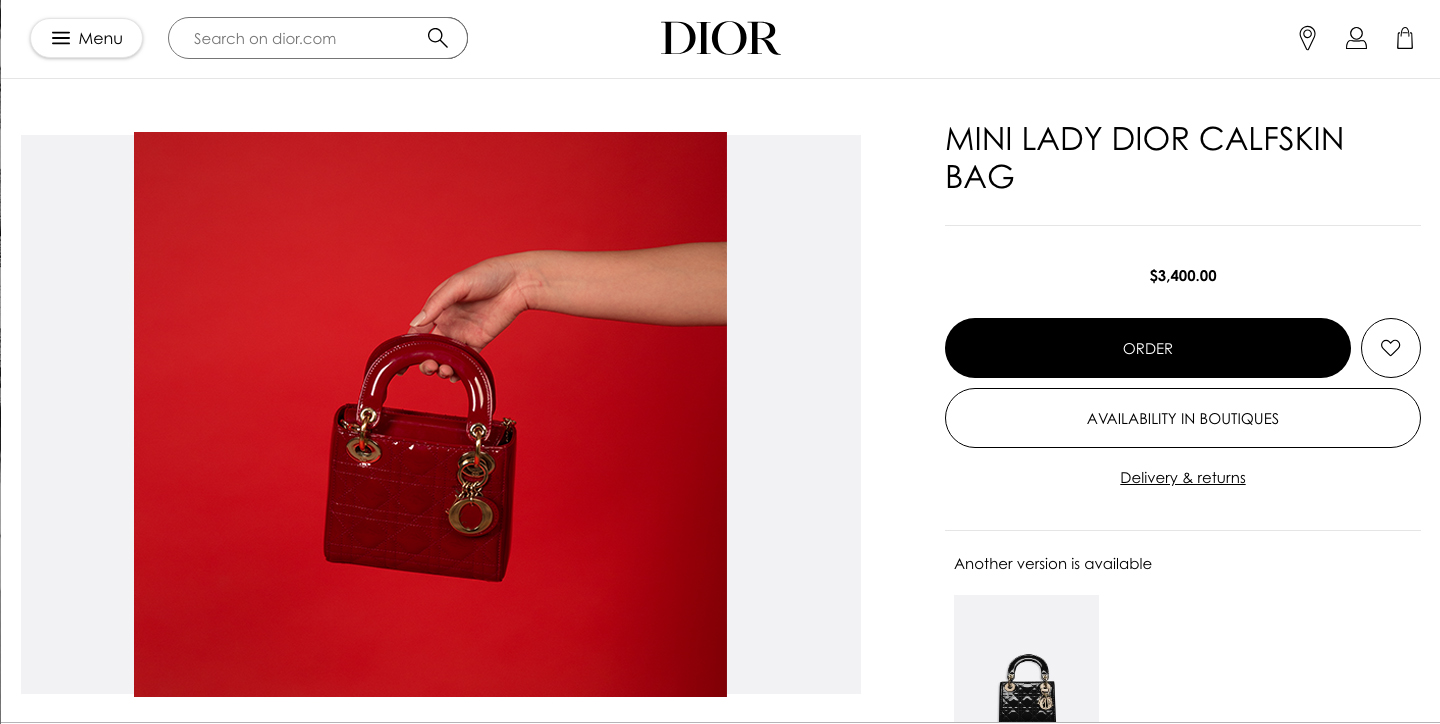 Menu
Search on dior.com
DIOR
MINI LADY DIOR CALFSKIN
BAG
$3,400.00
ORDER
AVAILABILITY IN BOUTIQUES
Delivery & returns
Another version is available